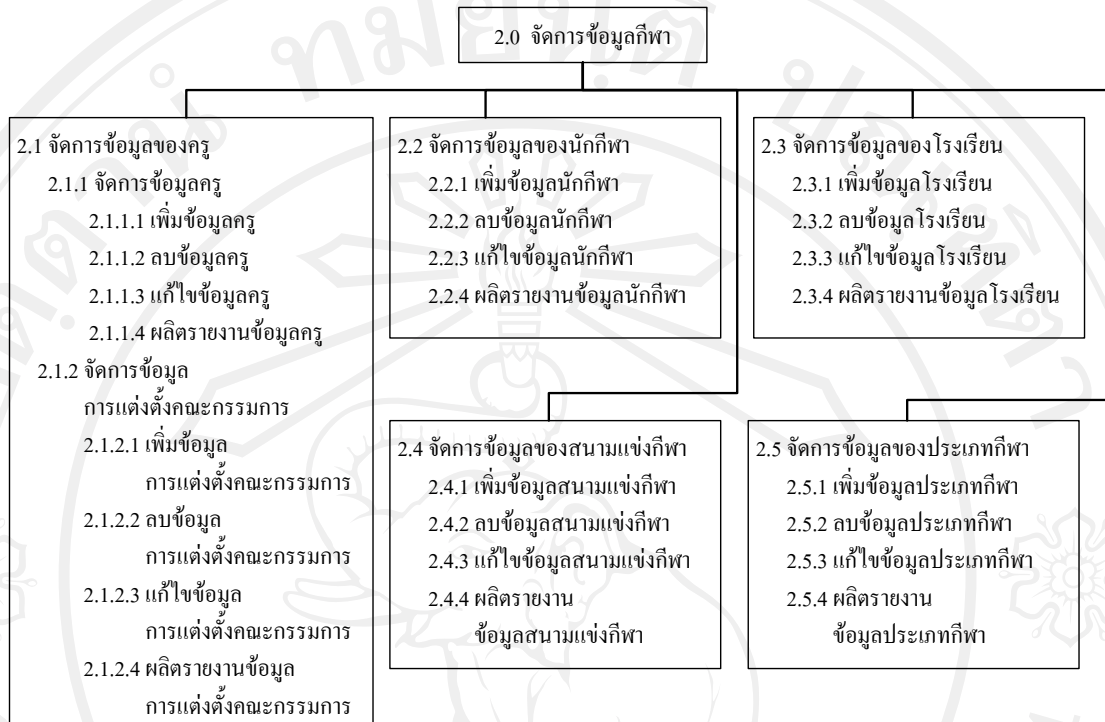 2.0 จัดการข้อมูลกีฬา
2.1 จัดการข้อมูลของครู
2.1.1 จัดการข้อมูลครู
2.1.1.1 เพิ่มข้อมูลครู
2.1.1.2 ลบข้อมูลครู
2.1.1.3 แก้ไขข้อมูลครู
2.1.1.4 ผลิตรายงานข้อมูลครู
2.1.2 จัดการข้อมูล
การแต่งตั้งคณะกรรมการ
2.1.2.1 เพิ่มข้อมูล
การแต่งตั้งคณะกรรมการ
2.1.2.2 ลบข้อมูล
การแต่งตั้งคณะกรรมการ
2.1.2.3 แก้ไขข้อมูล
การแต่งตั้งคณะกรรมการ
2.1.2.4 ผลิตรายงานข้อมูล
การแต่งตั้งคณะกรรมการ
2.2 จัดการข้อมูลของนักกีฬา
2.2.1 เพิ่มข้อมูลนักกีฬา
2.2.2 ลบข้อมูลนักกีฬา
2.2.3 แก้ไขข้อมูลนักกีฬา
2.2.4 ผลิตรายงานข้อมูลนักกีฬา
2.3 จัดการข้อมูลของโรงเรียน
2.3.1 เพิ่มข้อมูลโรงเรียน
2.3.2 ลบข้อมูลโรงเรียน
2.3.3 แก้ไขข้อมูลโรงเรียน
2.3.4 ผลิตรายงานข้อมูลโรงเรียน
2.4 จัดการข้อมูลของสนามแข่งกีฬา
2.4.1 เพิ่มข้อมูลสนามแข่งกีฬา
2.4.2 ลบข้อมูลสนามแข่งกีฬา
2.4.3 แก้ไขข้อมูลสนามแข่งกีฬา
2.4.4 ผลิตรายงาน
ข้อมูลสนามแข่งกีฬา
2.5 จัดการข้อมูลของประเภทกีฬา
2.5.1 เพิ่มข้อมูลประเภทกีฬา
2.5.2 ลบข้อมูลประเภทกีฬา
2.5.3 แก้ไขข้อมูลประเภทกีฬา
2.5.4 ผลิตรายงาน
ข้อมูลประเภทกีฬา